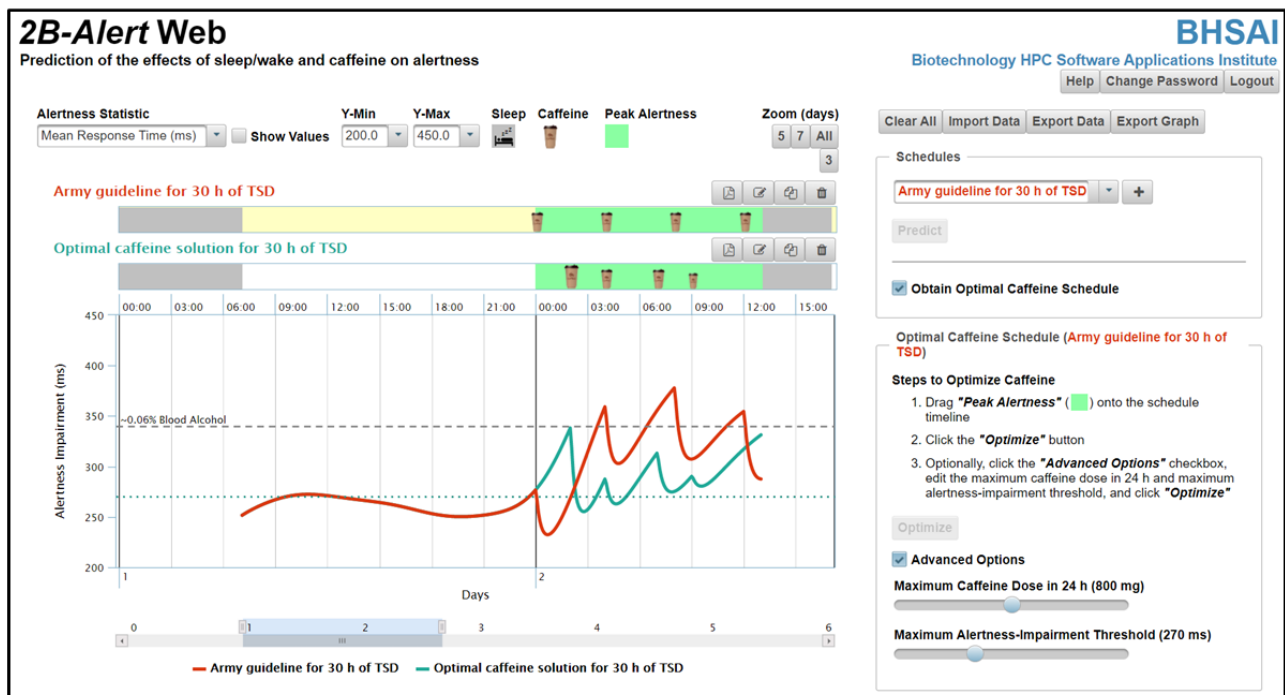 2B-Alert Web
BHSAI
Prediction of the effects of sleep/wake and caffeine on alertness
Biotechnology HPC Software Applications Institute
Help Change Password Logout
Alertness Statistic Y-Min Y-Max Sleep Caffeine Peak Alertness Zoom (days)
Mean Response Time (ms) Show Values 200.0 450.0 5 7 All
3
Clear All Import Data Export Data Export Graph
Schedules
Army guideline for 30 h of TSD +
Predict
Obtain Optimal Caffeine Schedule
Army guideline for 30 h of TSD
Optimal caffeine solution for 30 h of TSD
00:00 03:00 06:00 09:00 12:00 15:00 18:00 21:00 00:00 03:00 06:00 09:00 12:00 15:00
450
400
350
300
250
200
Alertness Impairment (ms)
~0.06% Blood Alcohol
1 2
Days
0 1 2 3 4 5 6
Army guideline for 30 h of TSD Optimal caffeine solution for 30 h of TSD
Optimal Caffeine Schedule (Army guideline for 30 h of
TSD)
Steps to Optimize Caffeine
1. Drag "Peak Alertness" ( ) onto the schedule
timeline
2. Click the "Optimize" button
3. Optionally, click the "Advanced Options" checkbox,
edit the maximum caffeine dose in 24 h and maximum
alertness-impairment threshold, and click "Optimize"
Optimize
Advanced Options
Maximum Caffeine Dose in 24 h (800 mg)
Maximum Alertness-Impairment Threshold (270 ms)